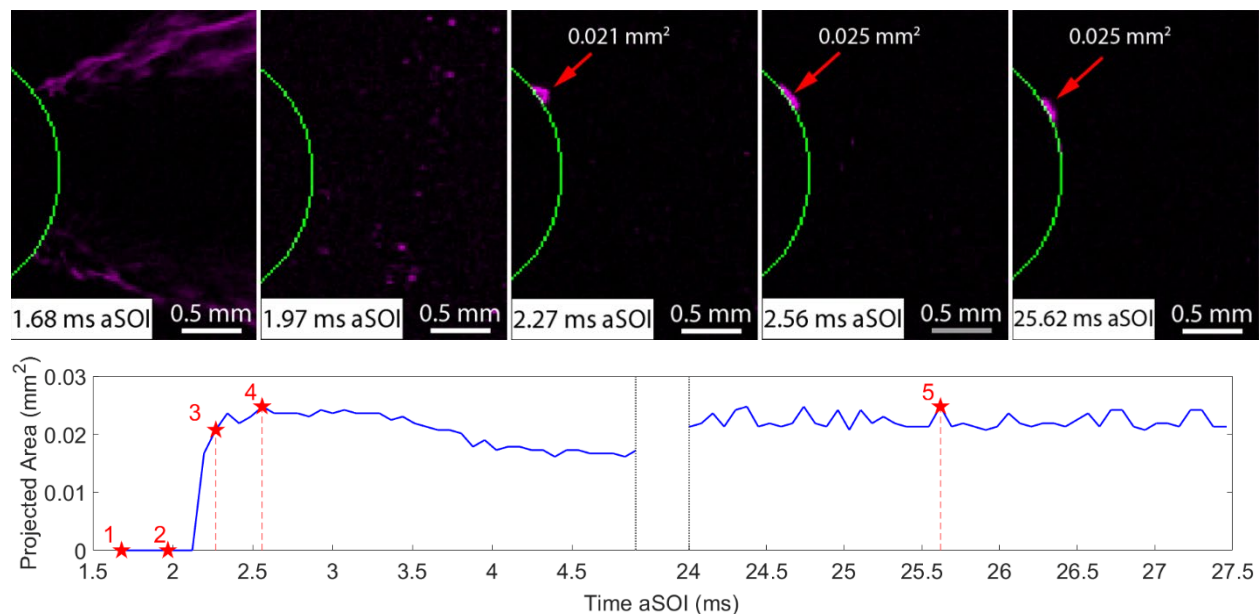 0.021 mm²
0.025 mm²
0.025 mm²
1.68 ms aSOI
0.5 mm
1.97 ms aSOI
0.5 mm
2.27 ms aSOI
0.5 mm
2.56 ms aSOI
0.5 mm
25.62 ms aSOI
0.5 mm
Projected Area (mm²)
0.03
0.02
0.01
0
1
2
3
4
5
1.5 2 2.5 3 3.5 4 4.5 24 24.5 25 25.5 26 26.5 27 27.5
Time aSOI (ms)